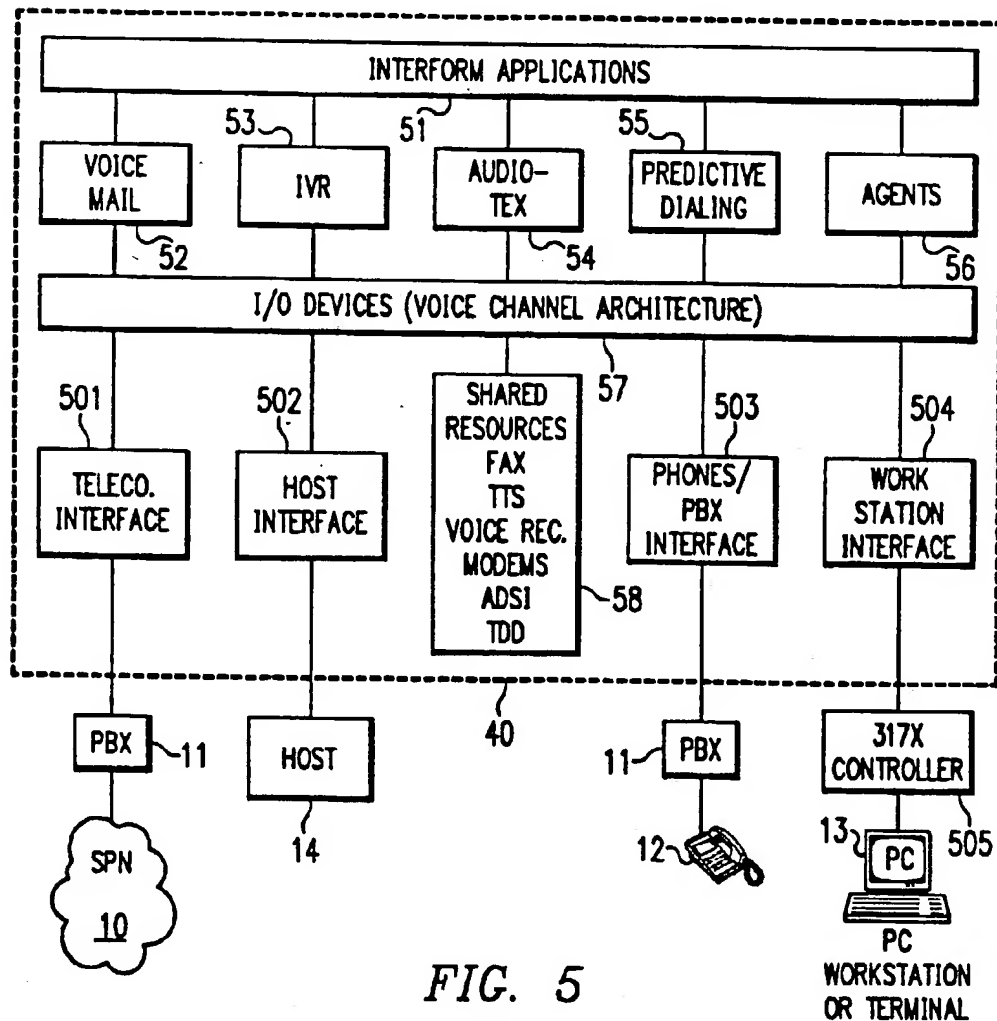 INTERFORM APPLICATIONS
51
53
55
VOICE
MAIL
IVR
AUDIO-
TEX
PREDICTIVE
DIALING
AGENTS
52
54
56
I/O DEVICES (VOICE CHANNEL ARCHITECTURE)
57
501
TELECO.
INTERFACE
502
HOST
INTERFACE
SHARED
RESOURCES
FAX
TTS
VOICE REC.
MODEMS
ADSI
TDD
58
503
PHONES/
PBX
INTERFACE
504
WORK
STATION
INTERFACE
40
PBX
11
HOST
14
11
PBX
317X
CONTROLLER
505
SPN
10
12
13
PC
PC
WORKSTATION
OR TERMINAL
FIG. 5